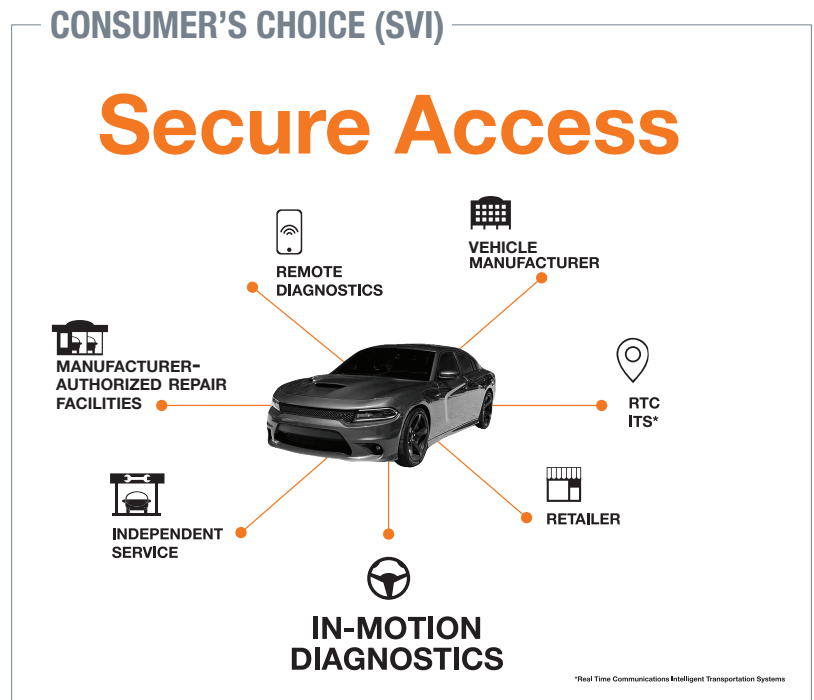 CONSUMER’S CHOICE (SVI)
Secure Access
REMOTE
DIAGNOSTICS
VEHICLE
MANUFACTURER
MANUFACTURER-
AUTHORIZED REPAIR
FACILITIES
RTC
ITS*
INDEPENDENT
SERVICE
RETAILER
IN-MOTION
DIAGNOSTICS
*Real Time Communications Intelligent Transportation Systems